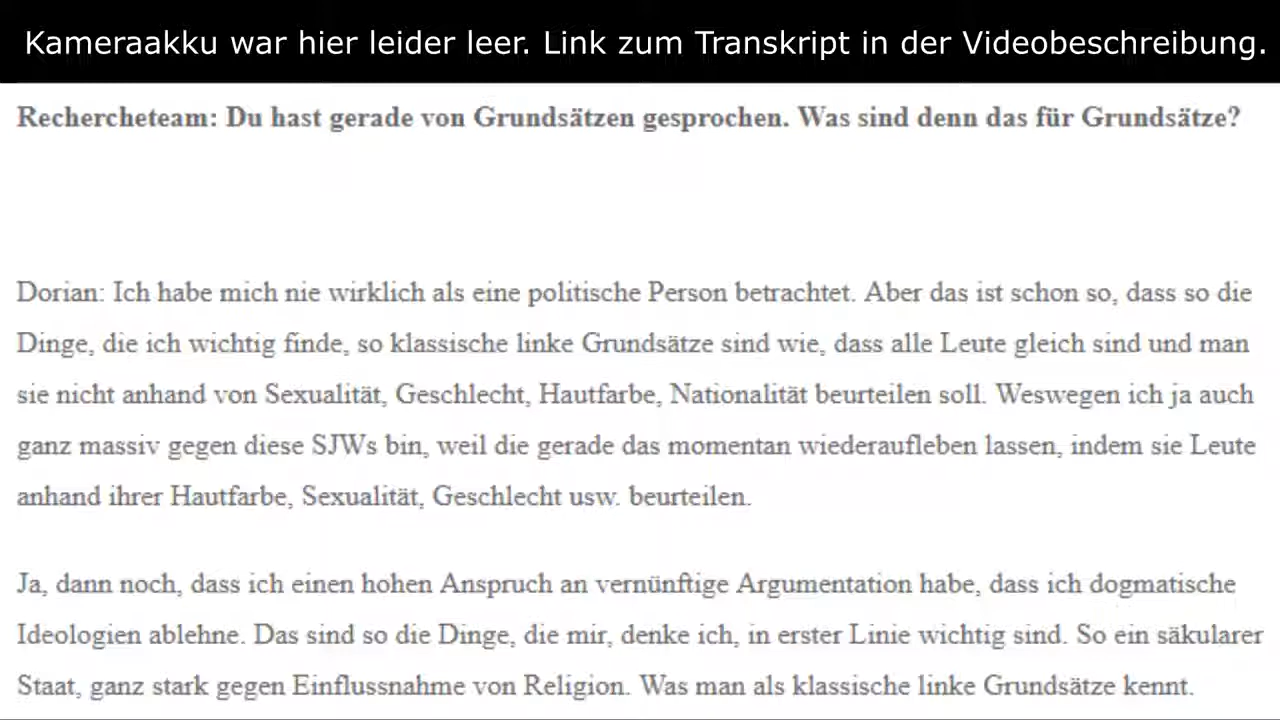 Kameraakku war hier leider leer. Link zum Transkript in der Videobeschreibung.
Rechercheteam: Du hast gerade von Grundsätzen gesprochen. Was sind denn das für Grundsätze?
Dorian: Ich habe mich nie wirklich als eine politische Person betrachtet. Aber das ist schon so, dass so die
Dinge, die ich wichtig finde, so klassische linke Grundsätze sind wie, dass alle Leute gleich sind und man
sie nicht anhand von Sexualität, Geschlecht, Hautfarbe, Nationalität beurteilen soll. Weswegen ich ja auch
ganz massiv gegen diese SJWs bin, weil die gerade das momentan wiederaufleben lassen, indem sie Leute
anhand ihrer Hautfarbe, Sexualität, Geschlecht usw. beurteilen.
Ja, dann noch, dass ich einen hohen Anspruch an vernünftige Argumentation habe, dass ich dogmatische
Ideologien ablehne. Das sind so die Dinge, die mir, denke ich, in erster Linie wichtig sind. So ein säkularer
Staat, ganz stark gegen Einflussnahme von Religion. Was man als klassische linke Grundsätze kennt.